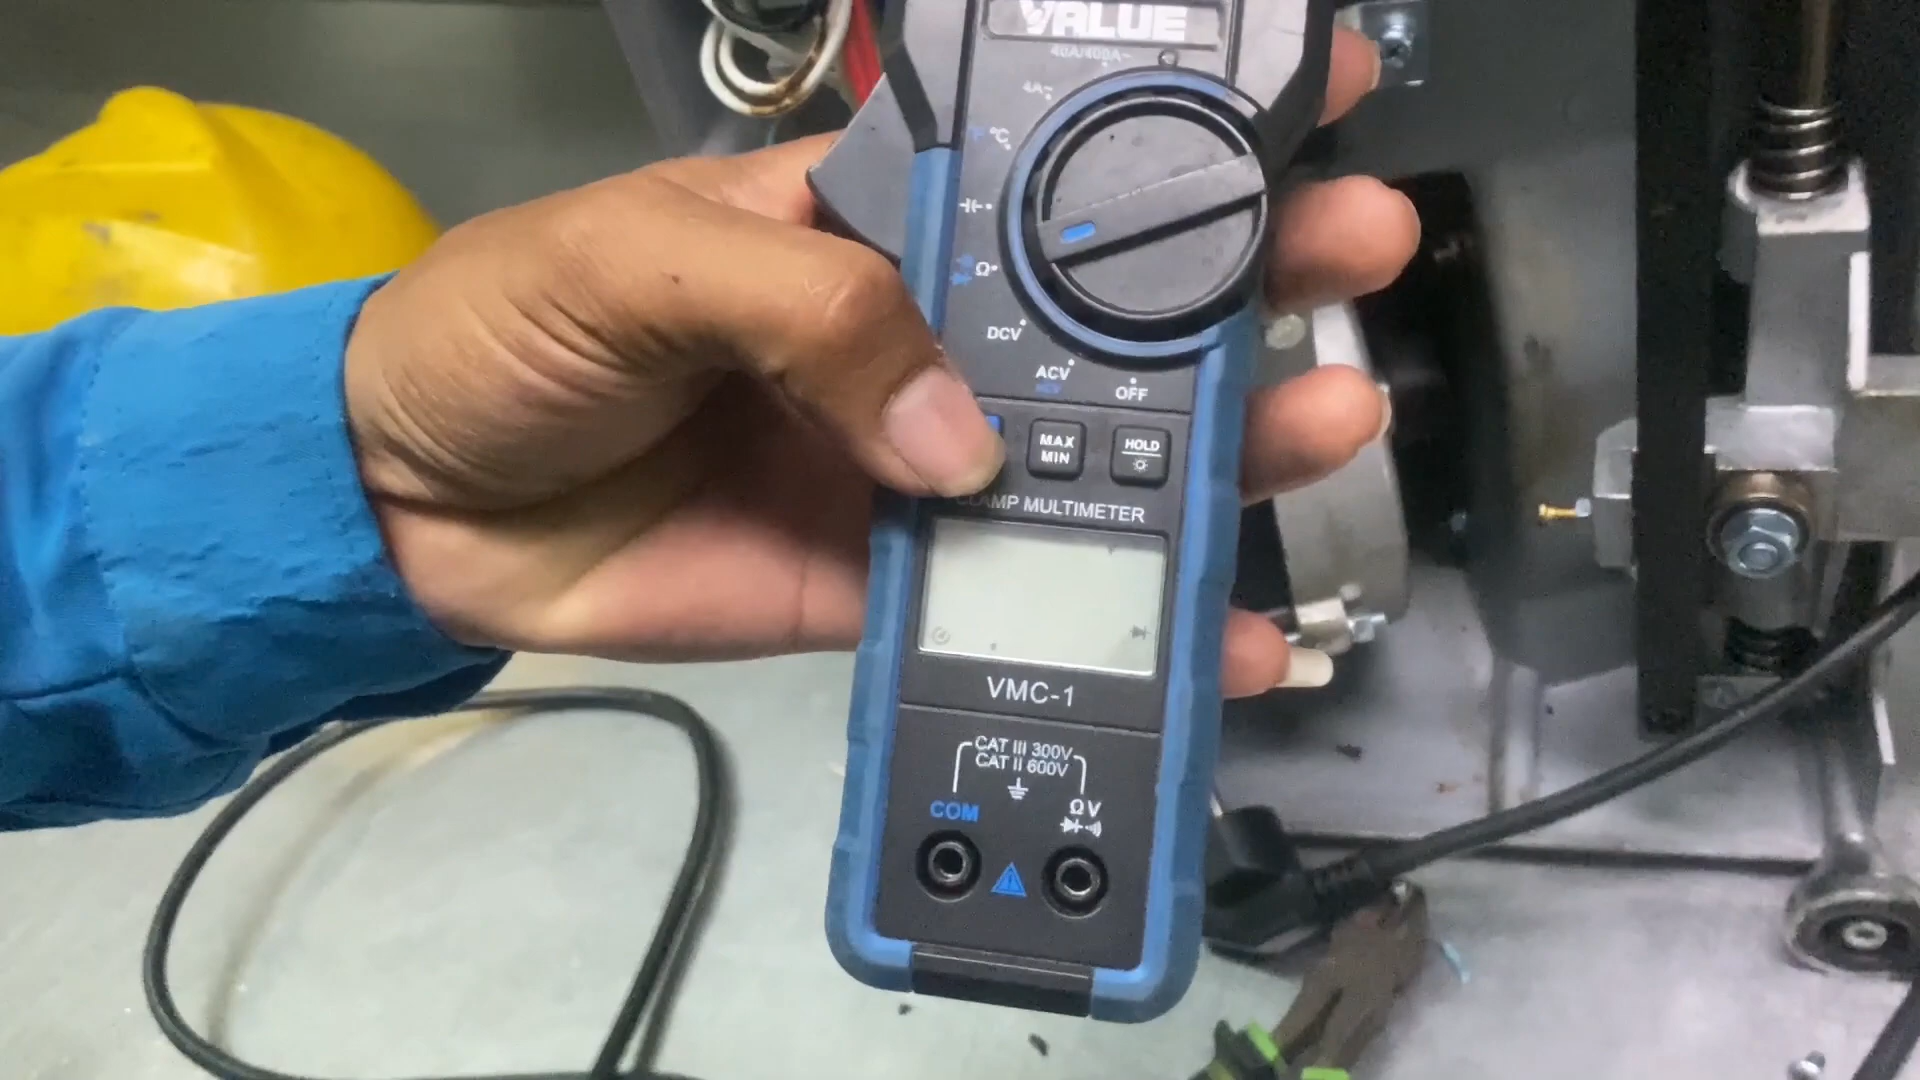 VALUE
40A/400A~
4A~
°F °C
Ω
DCV
ACV
OFF
MAX
MIN
HOLD
CLAMP MULTIMETER
VMC-1
CAT III 300V
CAT II 600V
COM
ΩV